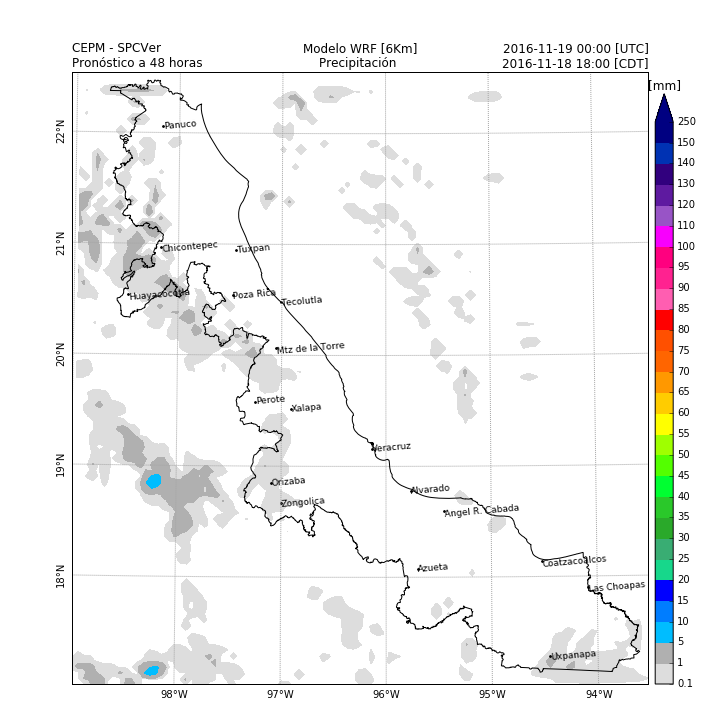 CEPM - SPCVer Modelo WRF [6Km] 2016-11-19 00:00 [UTC]
Pronóstico a 48 horas Precipitación 2016-11-18 18:00 [CDT]
[mm]
250
150
140
130
120
110
100
95
90
85
80
75
70
65
60
55
50
45
40
35
30
25
20
15
10
5
1
0.1
22°N
21°N
20°N
19°N
18°N
Panuco
Chicontepec
Tuxpan
Huayacocotla
Poza Rica
Tecolutla
Mtz de la Torre
Perote
Xalapa
Veracruz
Orizaba
Alvarado
Zongolica
Angel R. Cabada
Azueta
Coatzacoalcos
Las Choapas
Uxpanapa
98°W 97°W 96°W 95°W 94°W